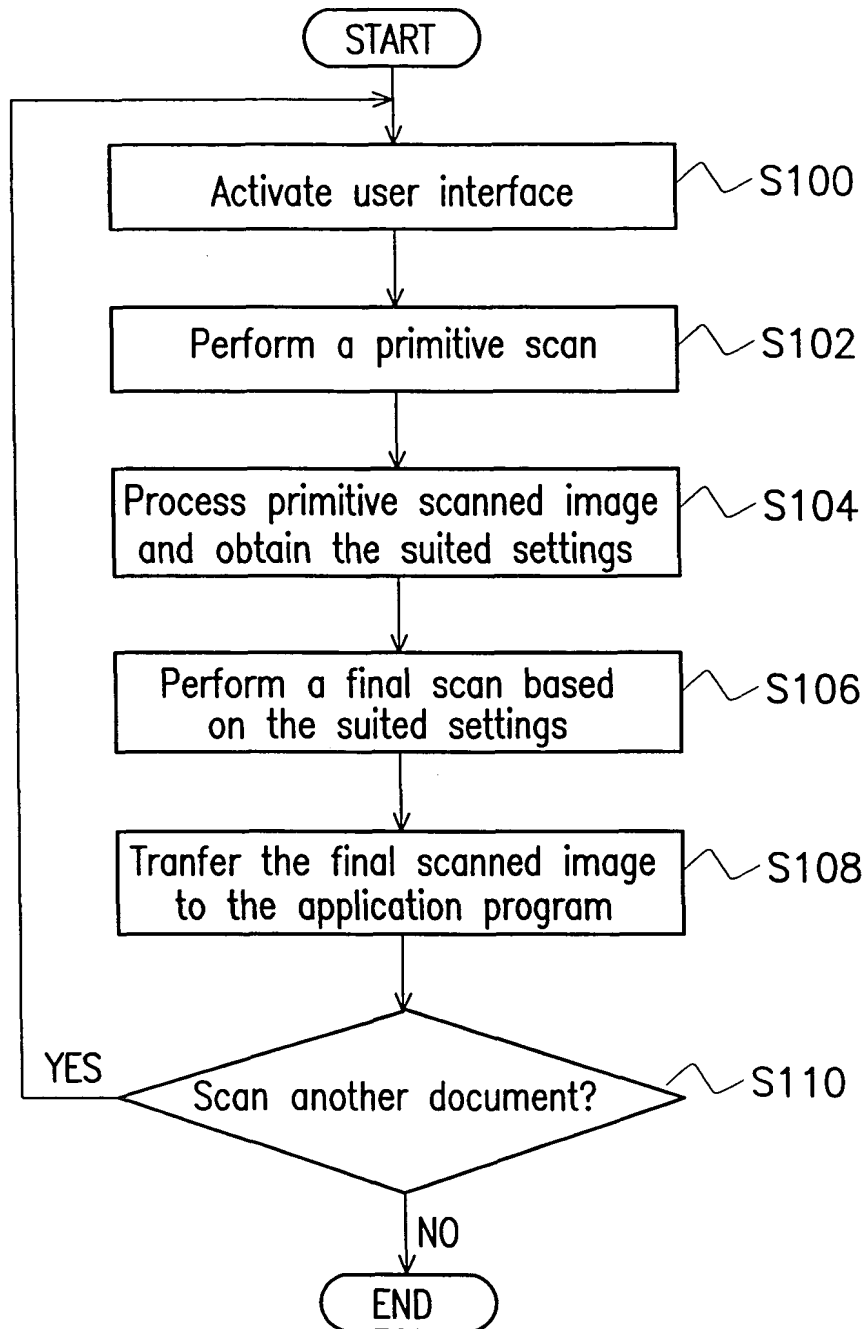 START
Activate user interface
S100
Perform a primitive scan
S102
Process primitive scanned image
and obtain the suited settings
S104
Perform a final scan based
on the suited settings
S106
Tranfer the final scanned image
to the application program
S108
YES
Scan another document?
S110
NO
END